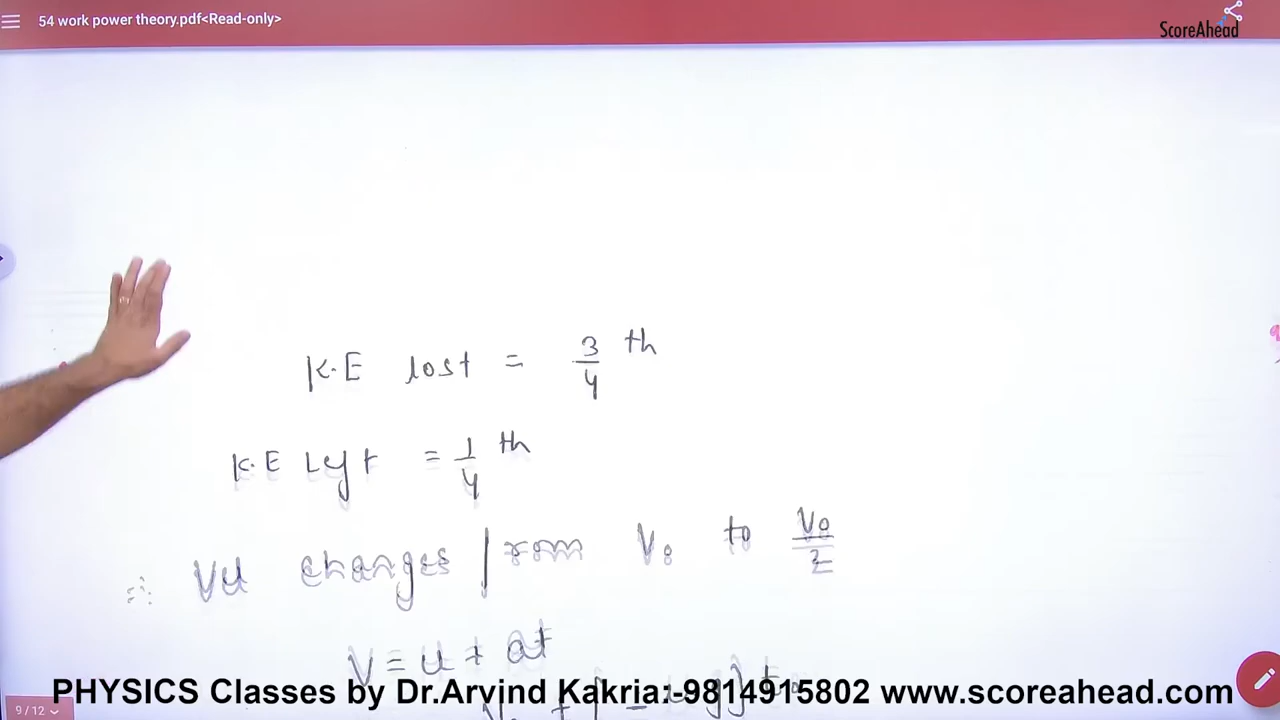 54 work power theory.pdf<Read-only>
ScoreAhead
K.E lost = 3/4 th
K.E Left = 1/4 th
∴ Vel changes from V₀ to V₀/2
V = u + at
PHYSICS Classes by Dr.Arvind Kakria:-9814915802 www.scoreahead.com
9 / 12